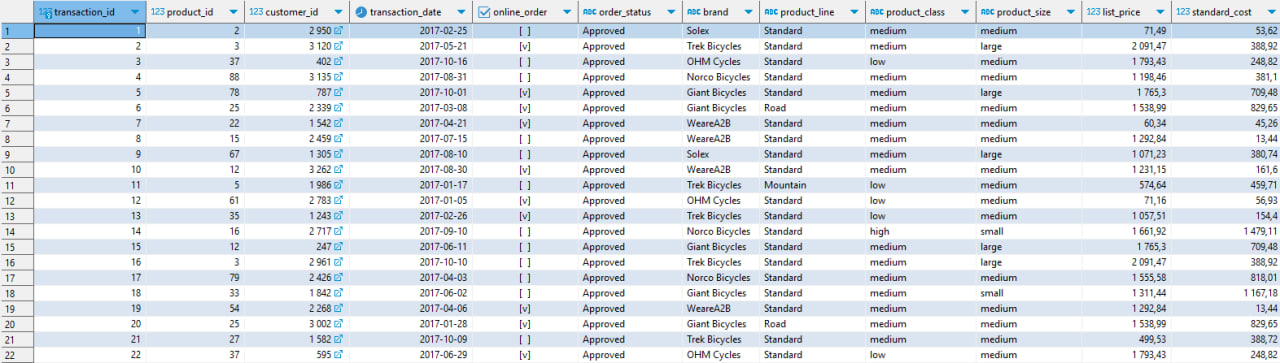 123 transaction_id 123 product_id 123 customer_id transaction_date online_order ABC order_status ABC brand ABC product_line ABC product_class ABC product_size 123 list_price 123 standard_cost
1 1 2 2 950 2017-02-25 [ ] Approved Solex Standard medium medium 71,49 53,62
2 2 3 3 120 2017-05-21 [v] Approved Trek Bicycles Standard medium large 2 091,47 388,92
3 3 37 402 2017-10-16 [ ] Approved OHM Cycles Standard low medium 1 793,43 248,82
4 4 88 3 135 2017-08-31 [ ] Approved Norco Bicycles Standard medium medium 1 198,46 381,1
5 5 78 787 2017-10-01 [v] Approved Giant Bicycles Standard medium large 1 765,3 709,48
6 6 25 2 339 2017-03-08 [v] Approved Giant Bicycles Road medium medium 1 538,99 829,65
7 7 22 1 542 2017-04-21 [v] Approved WeareA2B Standard medium medium 60,34 45,26
8 8 15 2 459 2017-07-15 [ ] Approved WeareA2B Standard medium medium 1 292,84 13,44
9 9 67 1 305 2017-08-10 [ ] Approved Solex Standard medium large 1 071,23 380,74
10 10 12 3 262 2017-08-30 [v] Approved WeareA2B Standard medium medium 1 231,15 161,6
11 11 5 1 986 2017-01-17 [ ] Approved Trek Bicycles Mountain low medium 574,64 459,71
12 12 61 2 783 2017-01-05 [v] Approved OHM Cycles Standard low medium 71,16 56,93
13 13 35 1 243 2017-02-26 [v] Approved Trek Bicycles Standard low medium 1 057,51 154,4
14 14 16 2 717 2017-09-10 [ ] Approved Norco Bicycles Standard high small 1 661,92 1 479,11
15 15 12 247 2017-06-11 [ ] Approved Giant Bicycles Standard medium large 1 765,3 709,48
16 16 3 2 961 2017-10-10 [ ] Approved Trek Bicycles Standard medium large 2 091,47 388,92
17 17 79 2 426 2017-04-03 [ ] Approved Norco Bicycles Standard medium medium 1 555,58 818,01
18 18 33 1 842 2017-06-02 [ ] Approved Giant Bicycles Standard medium small 1 311,44 1 167,18
19 19 54 2 268 2017-04-06 [v] Approved WeareA2B Standard medium medium 1 292,84 13,44
20 20 25 3 002 2017-01-28 [v] Approved Giant Bicycles Road medium medium 1 538,99 829,65
21 21 27 1 582 2017-10-09 [ ] Approved Trek Bicycles Standard medium medium 499,53 388,72
22 22 37 595 2017-06-29 [v] Approved OHM Cycles Standard low medium 1 793,43 248,82